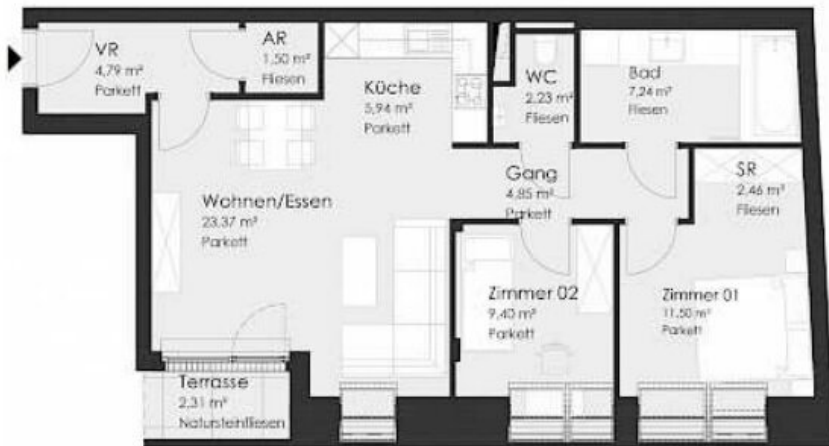 VR
4,79 m²
Parkett
AR
1,50 m²
Fliesen
Küche
5,94 m²
Parkett
WC
2,23 m²
Fliesen
Bad
7,24 m²
Fliesen
Gang
4,85 m²
Parkett
SR
2,46 m²
Fliesen
Wohnen/Essen
23,37 m²
Parkett
Zimmer 02
9,40 m²
Parkett
Zimmer 01
11,50 m²
Parkett
Terrasse
2,31 m²
Natursteinfliesen